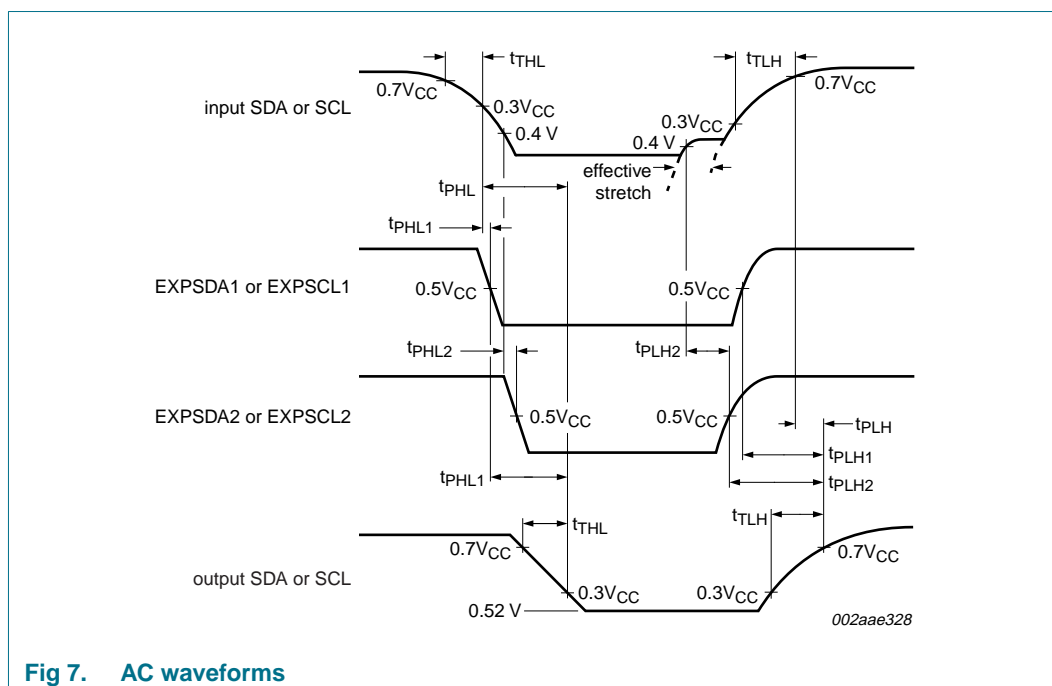 tTHL
tTLH
0.7VCC
0.7VCC
input SDA or SCL
0.3VCC
0.3VCC
0.4 V
0.4 V
effective
stretch
tPHL
tPHL1
EXPSDA1 or EXPSCL1
0.5VCC
0.5VCC
tPHL2
tPLH2
EXPSDA2 or EXPSCL2
0.5VCC
0.5VCC
tPLH
tPLH1
tPHL1
tPLH2
tTHL
tTLH
0.7VCC
0.7VCC
output SDA or SCL
0.3VCC
0.3VCC
0.52 V
002aae328
Fig 7. AC waveforms